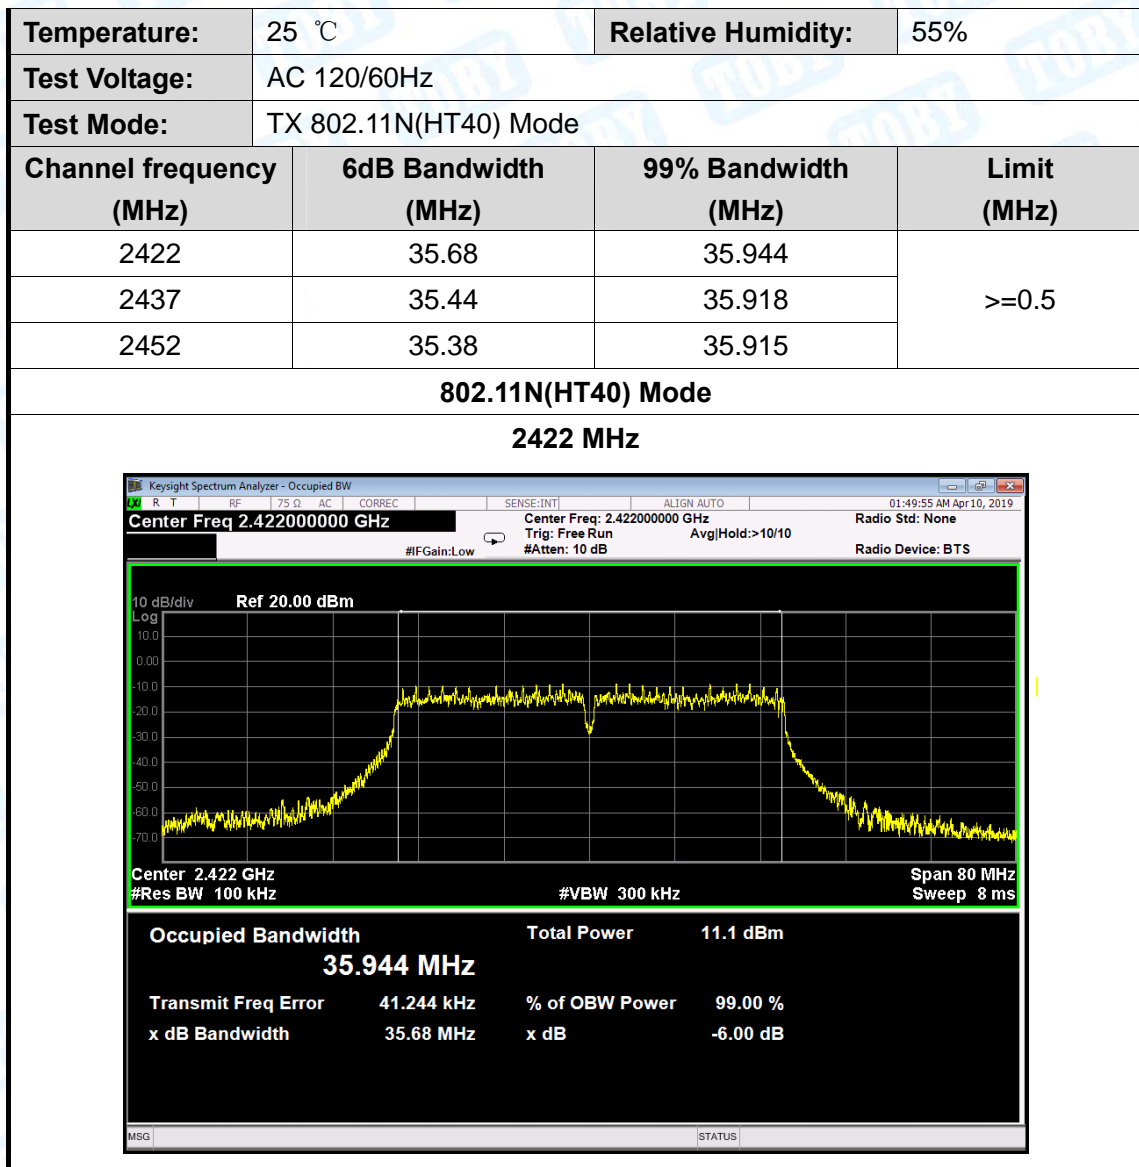 Temperature: 25 ℃ Relative Humidity: 55%
Test Voltage: AC 120/60Hz
Test Mode: TX 802.11N(HT40) Mode
Channel frequency 6dB Bandwidth 99% Bandwidth Limit
(MHz) (MHz) (MHz) (MHz)
2422 35.68 35.944
2437 35.44 35.918 >=0.5
2452 35.38 35.915
802.11N(HT40) Mode
2422 MHz
Keysight Spectrum Analyzer - Occupied BW
LXI R T RF 75 Ω AC CORREC SENSE:INT ALIGN AUTO 01:49:55 AM Apr 10, 2019
Center Freq 2.422000000 GHz Center Freq: 2.422000000 GHz Radio Std: None
Trig: Free Run Avg|Hold:>10/10
#IFGain:Low #Atten: 10 dB Radio Device: BTS
10 dB/div Ref 20.00 dBm
Log
10.0
0.00
-10.0
-20.0
-30.0
-40.0
-50.0
-60.0
-70.0
Center 2.422 GHz Span 80 MHz
#Res BW 100 kHz #VBW 300 kHz Sweep 8 ms
Occupied Bandwidth Total Power 11.1 dBm
35.944 MHz
Transmit Freq Error 41.244 kHz % of OBW Power 99.00 %
x dB Bandwidth 35.68 MHz x dB -6.00 dB
MSG STATUS
TOBY